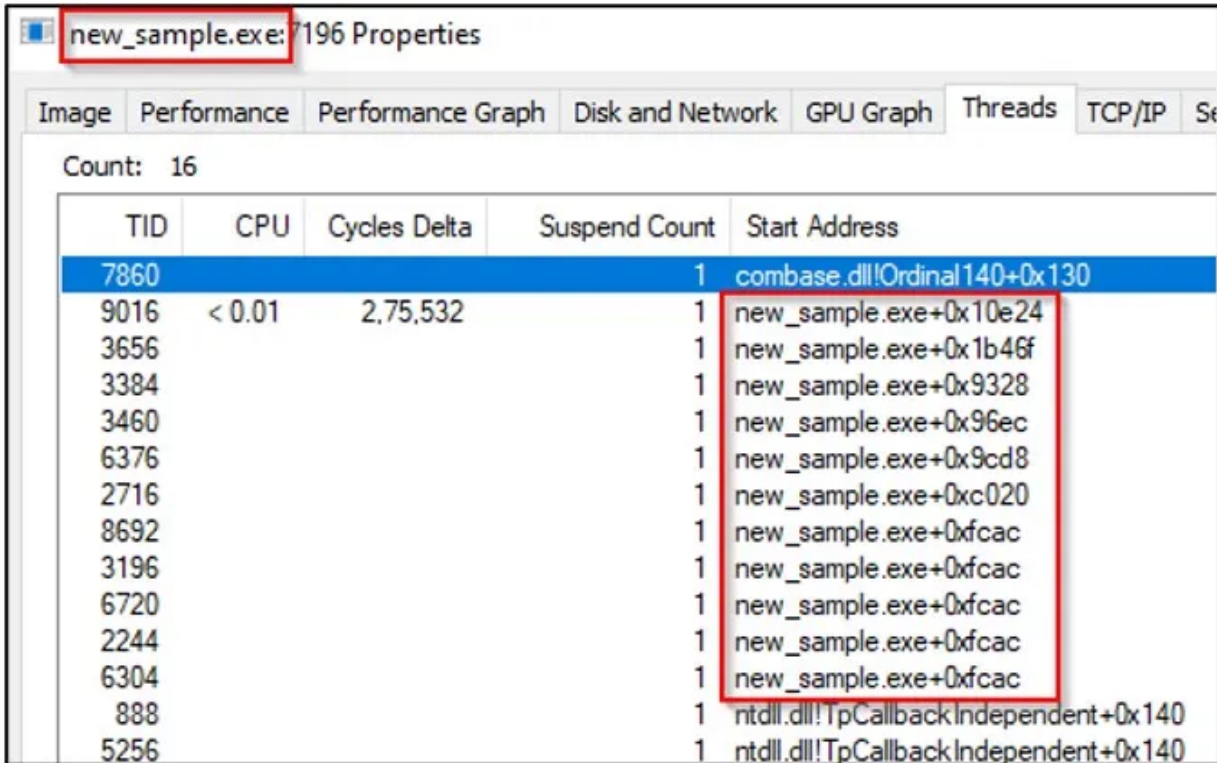 new_sample.exe:7196 Properties
Image Performance Performance Graph Disk and Network GPU Graph Threads TCP/IP Se
Count: 16
TID CPU Cycles Delta Suspend Count Start Address
7860 1 combase.dll!Ordinal140+0x130
9016 < 0.01 2,75,532 1 new_sample.exe+0x10e24
3656 1 new_sample.exe+0x1b46f
3384 1 new_sample.exe+0x9328
3460 1 new_sample.exe+0x96ec
6376 1 new_sample.exe+0x9cd8
2716 1 new_sample.exe+0xc020
8692 1 new_sample.exe+0xfcac
3196 1 new_sample.exe+0xfcac
6720 1 new_sample.exe+0xfcac
2244 1 new_sample.exe+0xfcac
6304 1 new_sample.exe+0xfcac
888 1 ntdll.dll!TpCallbackIndependent+0x140
5256 1 ntdll.dll!TpCallbackIndependent+0x140